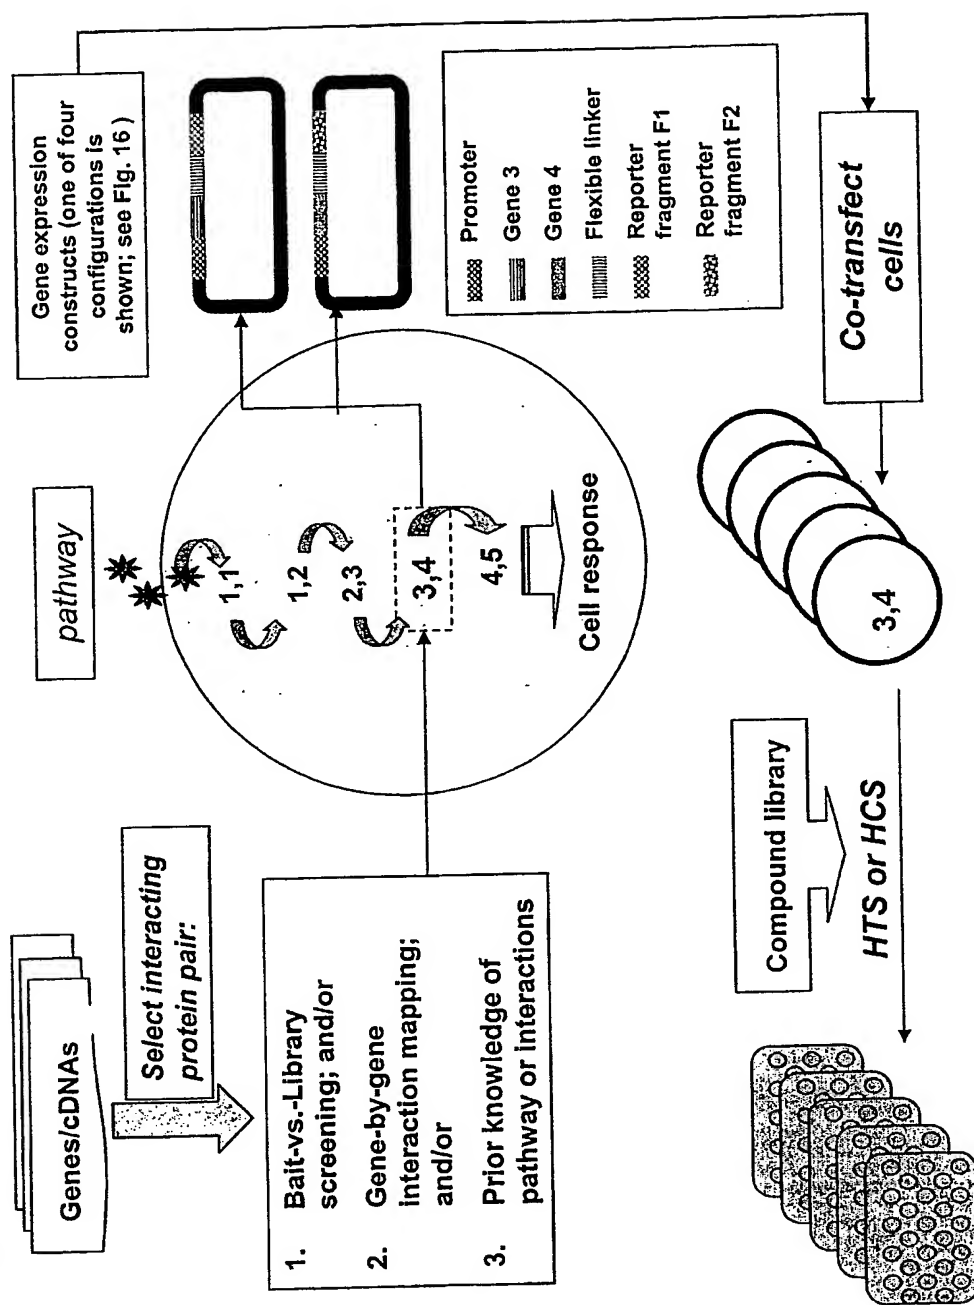 Genes/cDNAs
Select interacting
protein pair:
1. Bait-vs.-Library
screening; and/or
2. Gene-by-gene
interaction mapping;
and/or
3. Prior knowledge of
pathway or interactions
pathway
1,1
1,2
2,3
3,4
4,5
Cell response
Gene expression
constructs (one of four
configurations is
shown; see Fig. 16 )
Promoter
Gene 3
Gene 4
Flexible linker
Reporter
fragment F1
Reporter
fragment F2
Co-transfect
cells
3,4
Compound library
HTS or HCS